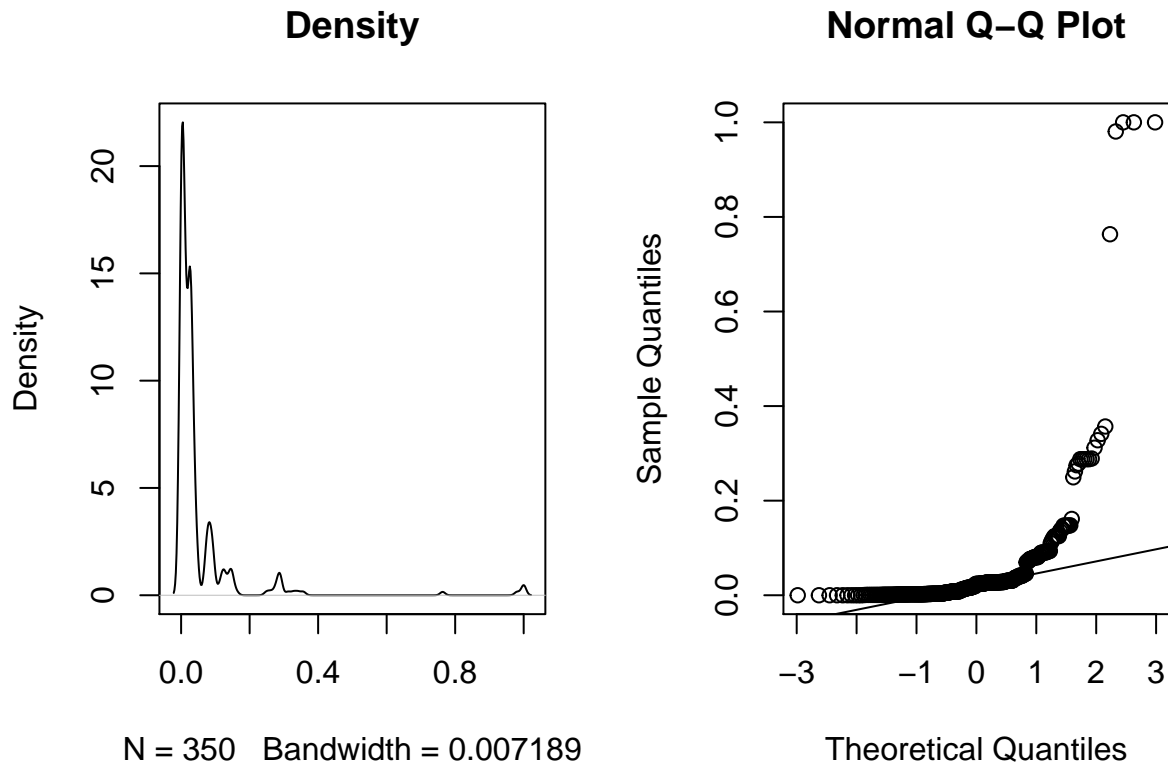 Density
Density
20
15
10
5
0
0.0 0.4 0.8
N = 350 Bandwidth = 0.007189
Normal Q−Q Plot
Sample Quantiles
1.0
0.8
0.6
0.4
0.2
0.0
−3 −1 0 1 2 3
Theoretical Quantiles